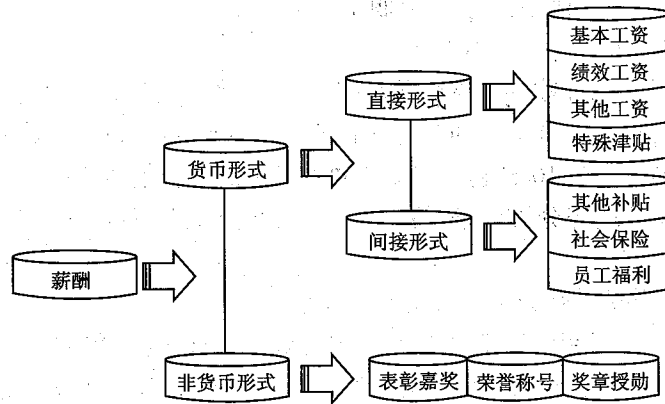 基本工资
绩效工资
直接形式
其他工资
特殊津贴
货币形式
其他补贴
间接形式
社会保险
薪酬
员工福利
非货币形式
表彰嘉奖
荣誉称号
奖章授勋